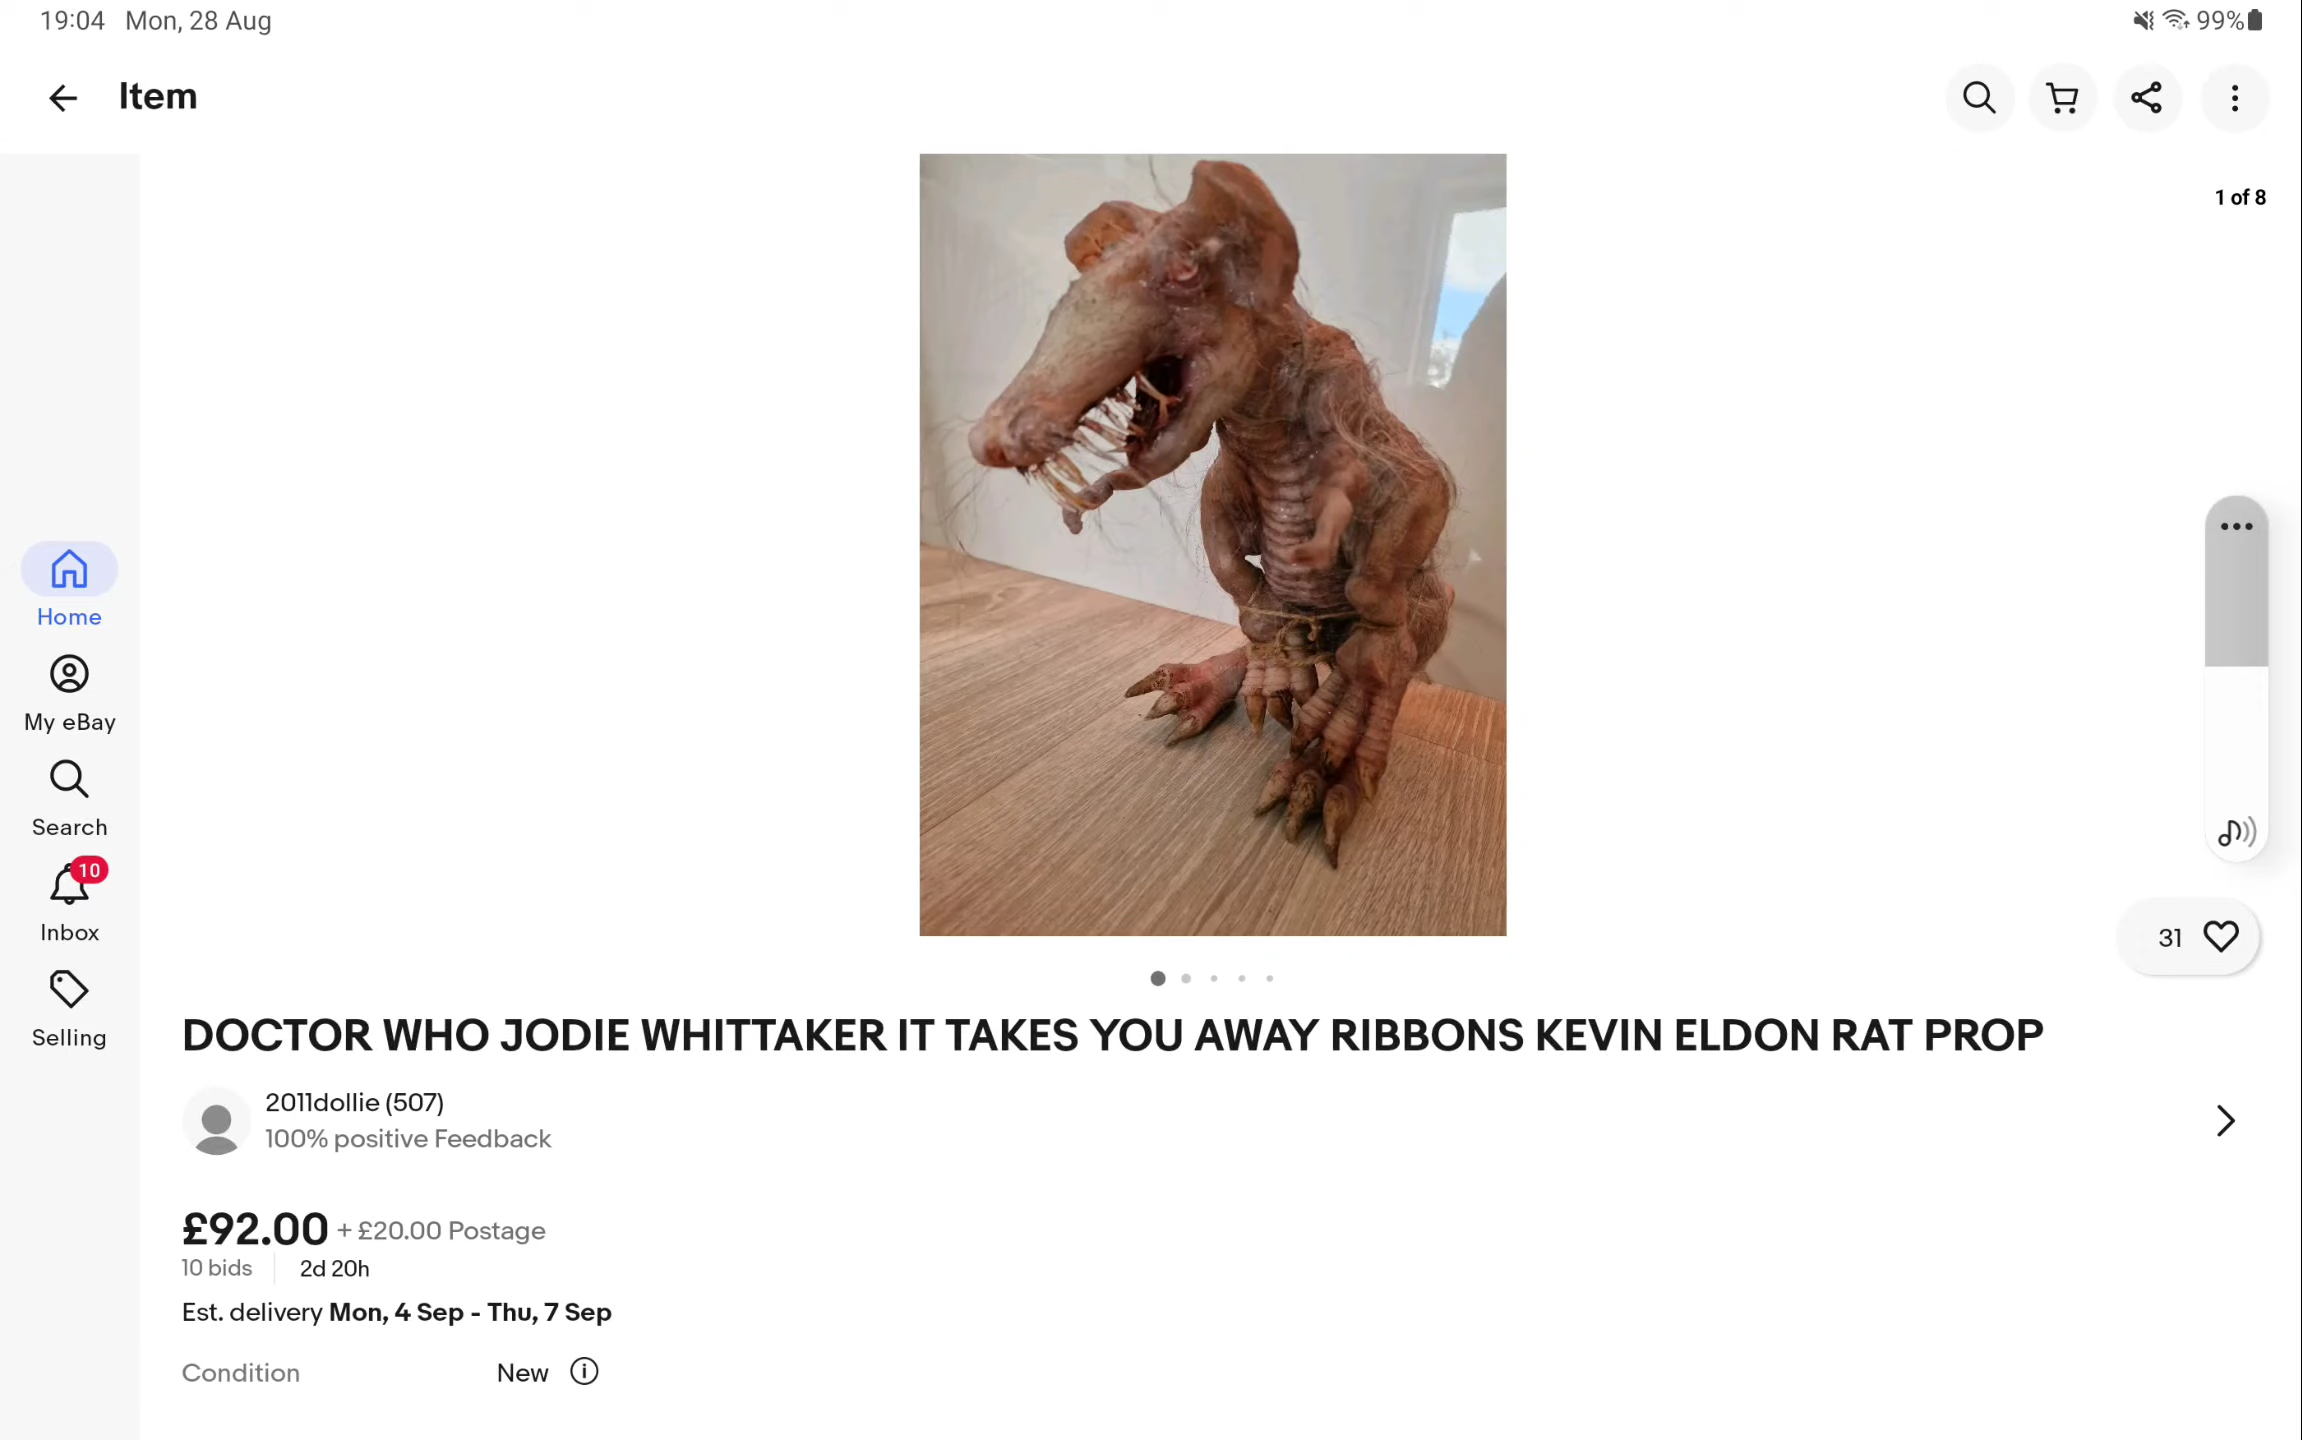 19:04 Mon, 28 Aug
99%
Item
1 of 8
Home
My eBay
Search
10
Inbox
Selling
31
DOCTOR WHO JODIE WHITTAKER IT TAKES YOU AWAY RIBBONS KEVIN ELDON RAT PROP
2011dollie (507)
100% positive Feedback
£92.00 + £20.00 Postage
10 bids 2d 20h
Est. delivery Mon, 4 Sep - Thu, 7 Sep
Condition New